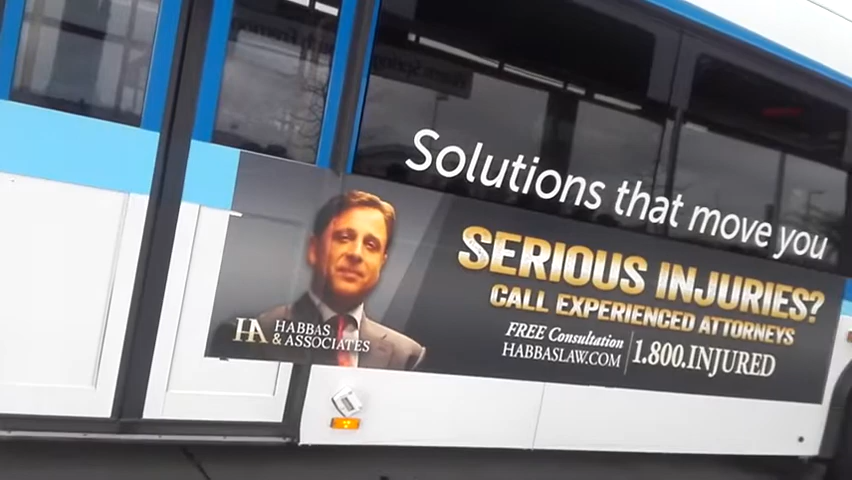 Solutions that move you
SERIOUS INJURIES?
CALL EXPERIENCED ATTORNEYS
FREE Consultation
HABBASLAW.COM
1.800.INJURED
HA HABBAS
& ASSOCIATES